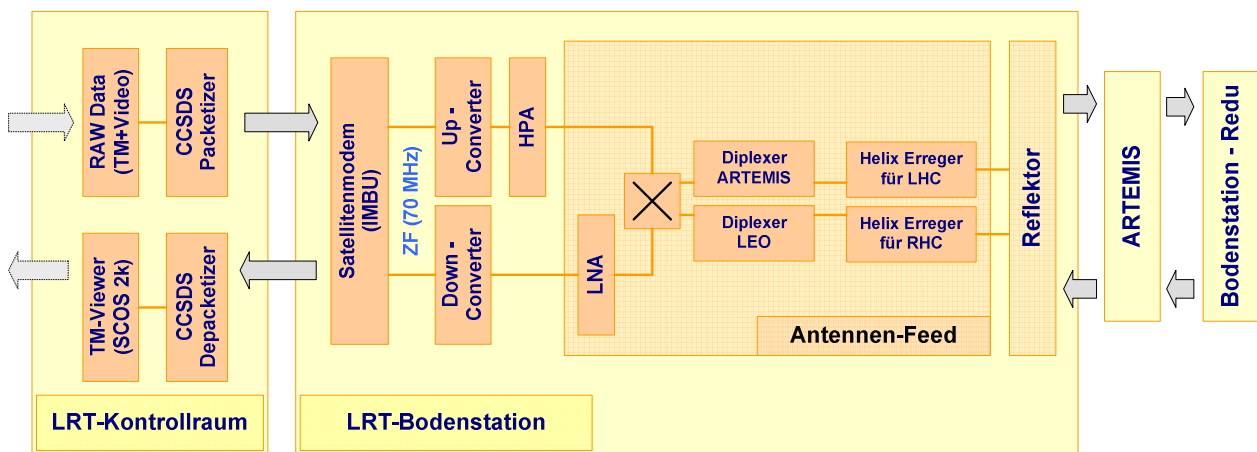 RAW Data
(TM+Video)
CCSDS
Packetizer
TM-Viewer
(SCOS 2k)
CCSDS
Depacketizer
LRT-Kontrollraum
Satellitenmodem
(IMBU)
ZF (70 MHz)
Up -
Converter
HPA
Down -
Converter
LNA
Diplexer
ARTEMIS
Diplexer
LEO
Helix Erreger
für LHC
Helix Erreger
für RHC
Antennen-Feed
Reflektor
LRT-Bodenstation
ARTEMIS
Bodenstation - Redu